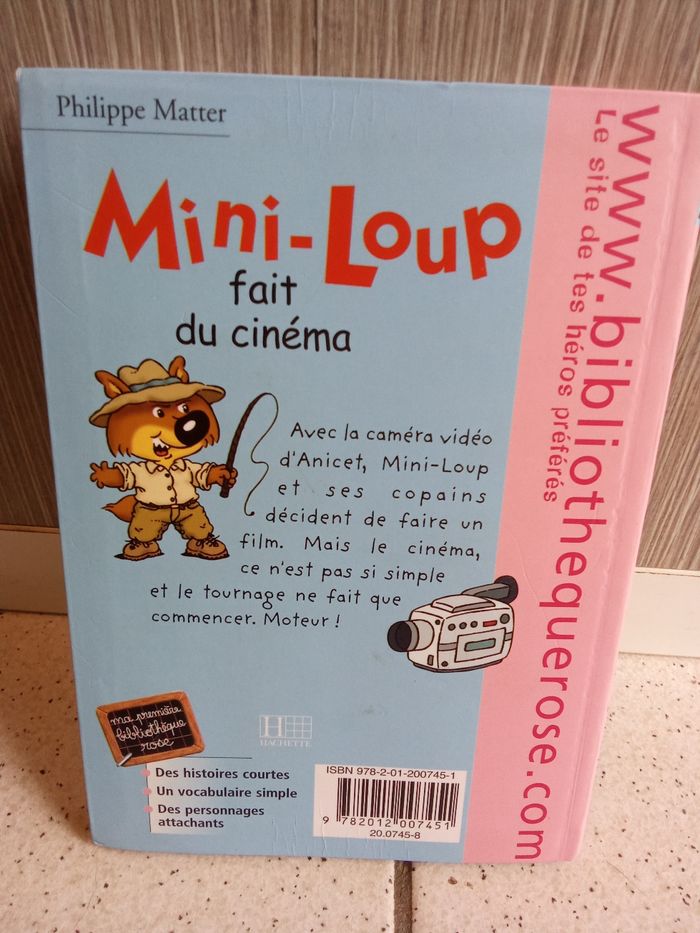 Philippe Matter
Mini-Loup
fait
du cinéma
Avec la caméra vidéo
d'Anicet, Mini-Loup
et ses copains
décident de faire un
film. Mais le cinéma,
ce n'est pas si simple
et le tournage ne fait que
commencer. Moteur !
ma première
bibliothèque
rose
H
HACHETTE
Des histoires courtes
Un vocabulaire simple
Des personnages
attachants
ISBN 978-2-01-200745-1
9 782012 007451
20.0745-8
www.bibliothequerose.com
Le site de tes héros préférés